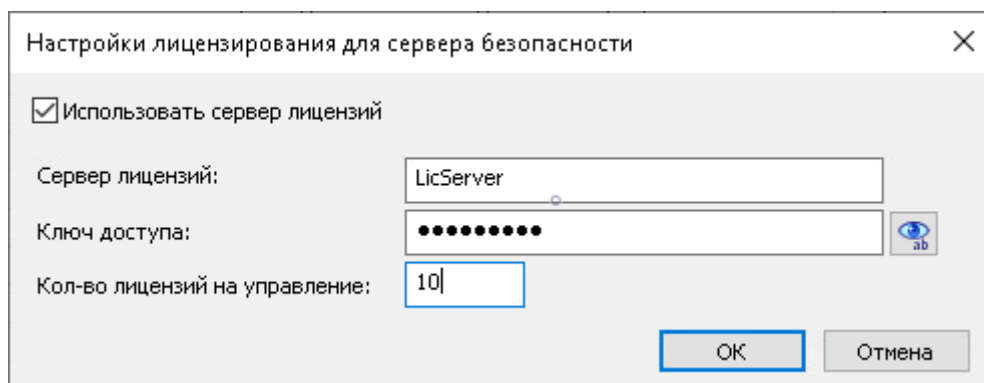 Настройки лицензирования для сервера безопасности
Использовать сервер лицензий
Сервер лицензий: LicServer
Ключ доступа: •••••••••
ab
Кол-во лицензий на управление: 10
ОК Отмена